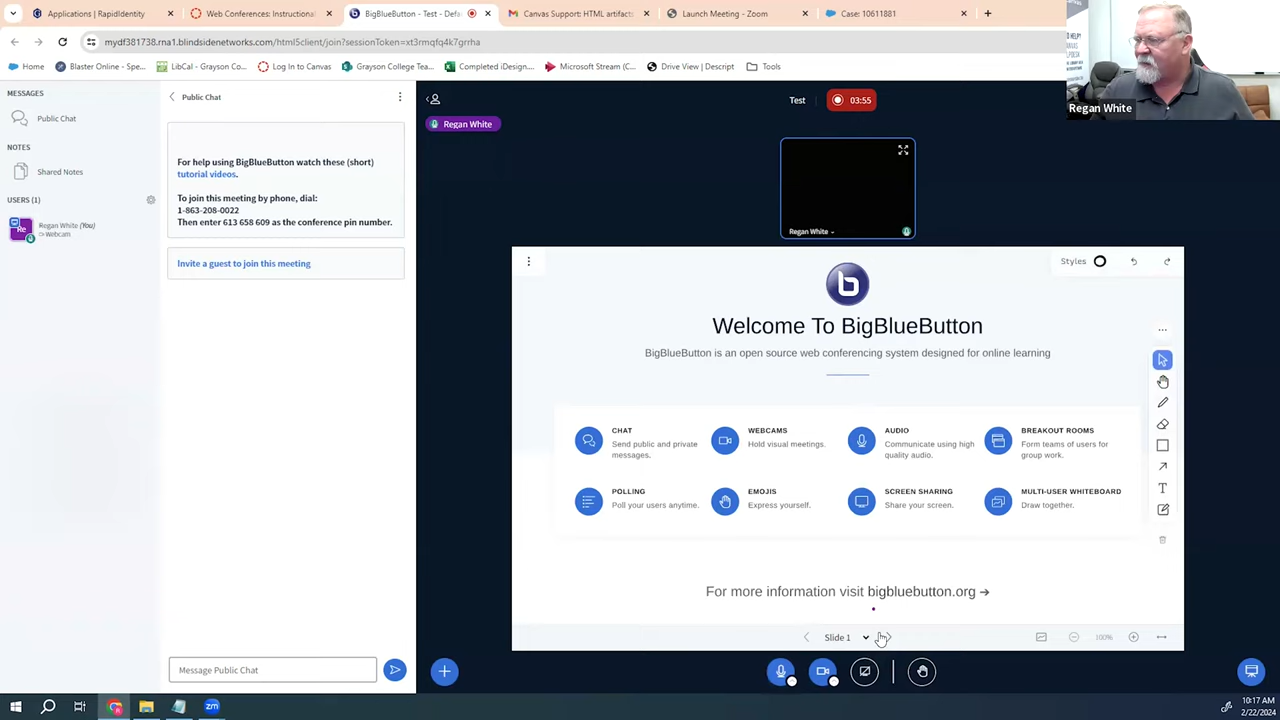 Applications | RapidIdentity
Web Conferences: Instructional
BigBlueButton - Test - Defa
Canvas Support: HTML artifacts
Launch Meeting - Zoom
Case: 10611881
mydf381738.rna1.blindsidenetworks.com/html5client/join?sessionToken=xt3rmqfq4k7grrha
Home
Blaster Online - Spe...
LibCal - Grayson Co...
Log In to Canvas
Grayson College Tea...
Completed iDesign...
Microsoft Stream (C...
Drive View | Descript
Tools
Regan White
MESSAGES
Public Chat
NOTES
Shared Notes
USERS (1)
Re
Regan White (You)
Webcam
Public Chat
For help using BigBlueButton watch these (short)
tutorial videos.
To join this meeting by phone, dial:
1-863-208-0022
Then enter 613 658 609 as the conference pin number.
Invite a guest to join this meeting
Message Public Chat
Test
03:55
Regan White
Regan White
Styles
b
Welcome To BigBlueButton
BigBlueButton is an open source web conferencing system designed for online learning
CHAT
Send public and private
messages.
WEBCAMS
Hold visual meetings.
AUDIO
Communicate using high
quality audio.
BREAKOUT ROOMS
Form teams of users for
group work.
POLLING
Poll your users anytime.
EMOJIS
Express yourself.
SCREEN SHARING
Share your screen.
MULTI-USER WHITEBOARD
Draw together.
For more information visit bigbluebutton.org →
Slide 1
100%
T
zm
10:17 AM
2/22/2024